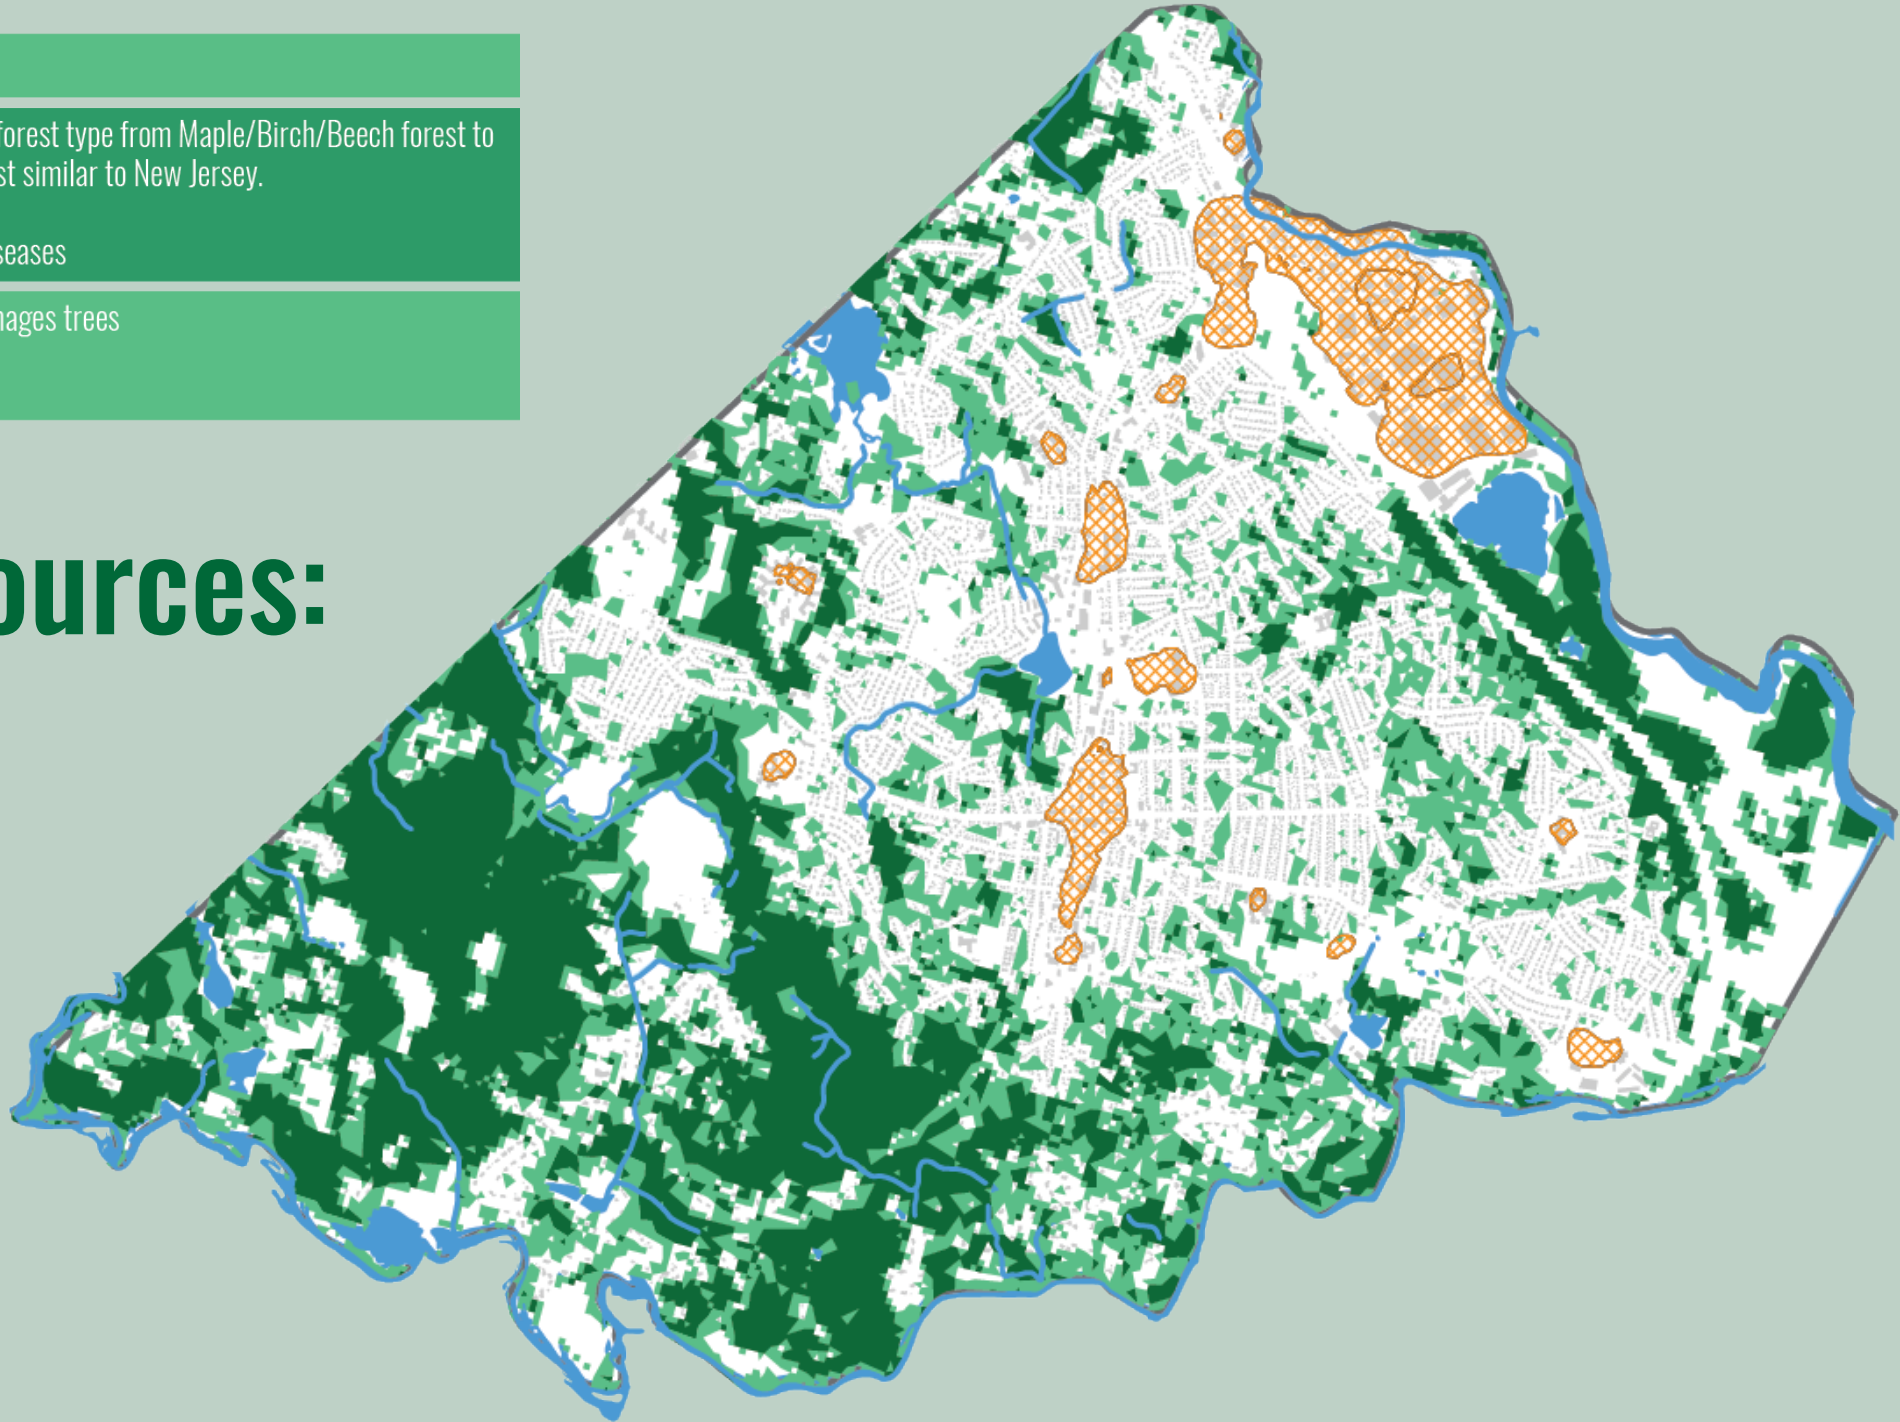 forest type from Maple/Birch/Beech forest to
st similar to New Jersey.
seases
nages trees
ources: